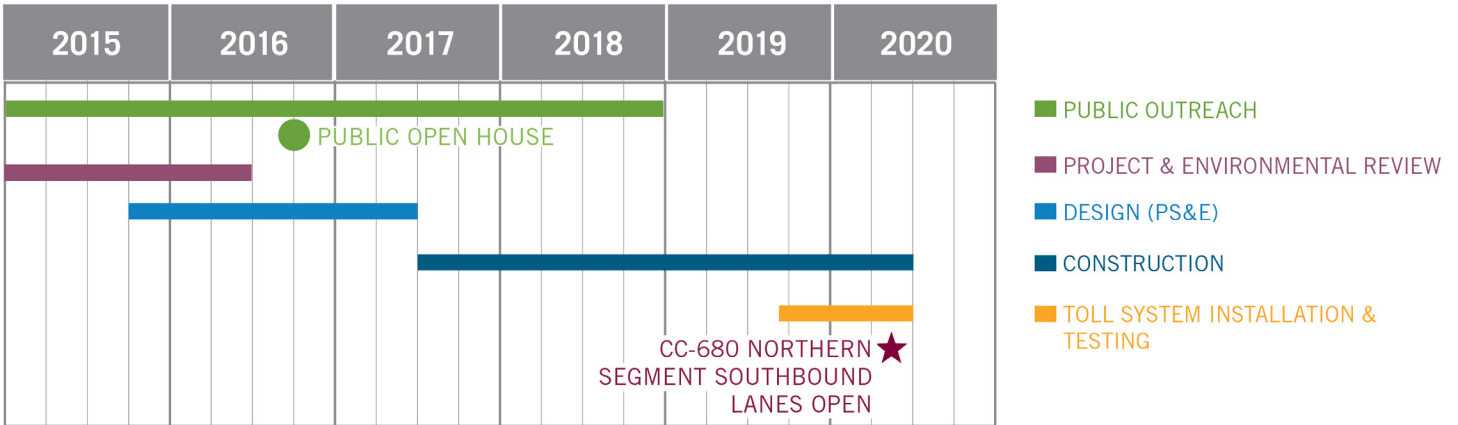 2015 2016 2017 2018 2019 2020
PUBLIC OPEN HOUSE
CC-680 NORTHERN
SEGMENT SOUTHBOUND
LANES OPEN
PUBLIC OUTREACH
PROJECT & ENVIRONMENTAL REVIEW
DESIGN (PS&E)
CONSTRUCTION
TOLL SYSTEM INSTALLATION &
TESTING